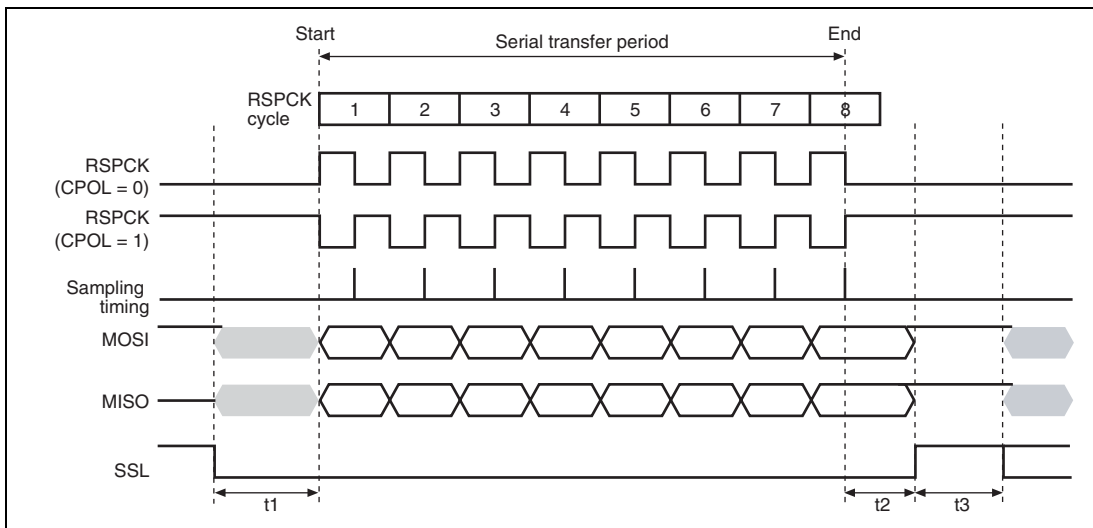 Start
Serial transfer period
End
RSPCK
cycle
1 2 3 4 5 6 7 8
RSPCK
(CPOL = 0)
RSPCK
(CPOL = 1)
Sampling
timing
MOSI
MISO
SSL
t1
t2
t3